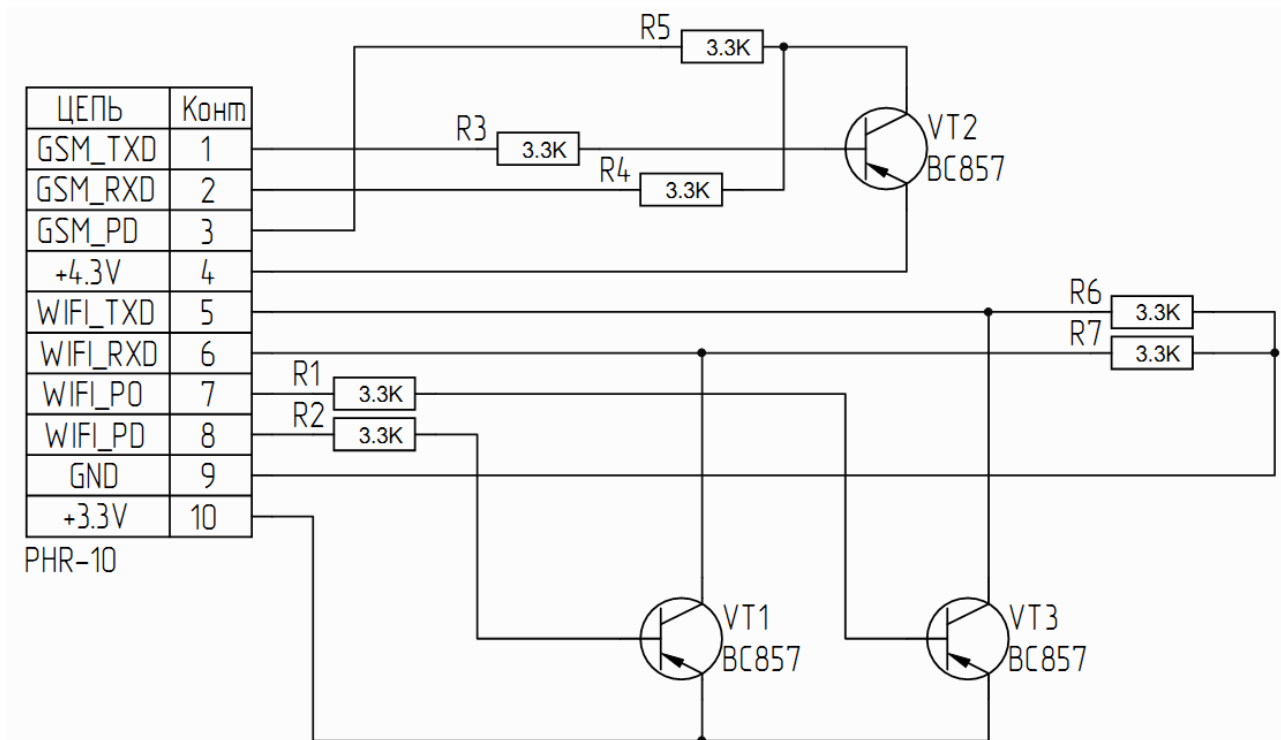 R5
3.3K
ЦЕПЬ Конт
GSM_TXD 1
R3
3.3K
VT2
BC857
GSM_RXD 2
R4
3.3K
GSM_PD 3
+4.3V 4
WIFI_TXD 5
R6
3.3K
WIFI_RXD 6
R7
3.3K
WIFI_PO 7
R1
3.3K
WIFI_PD 8
R2
3.3K
GND 9
+3.3V 10
PHR-10
VT1
BC857
VT3
BC857